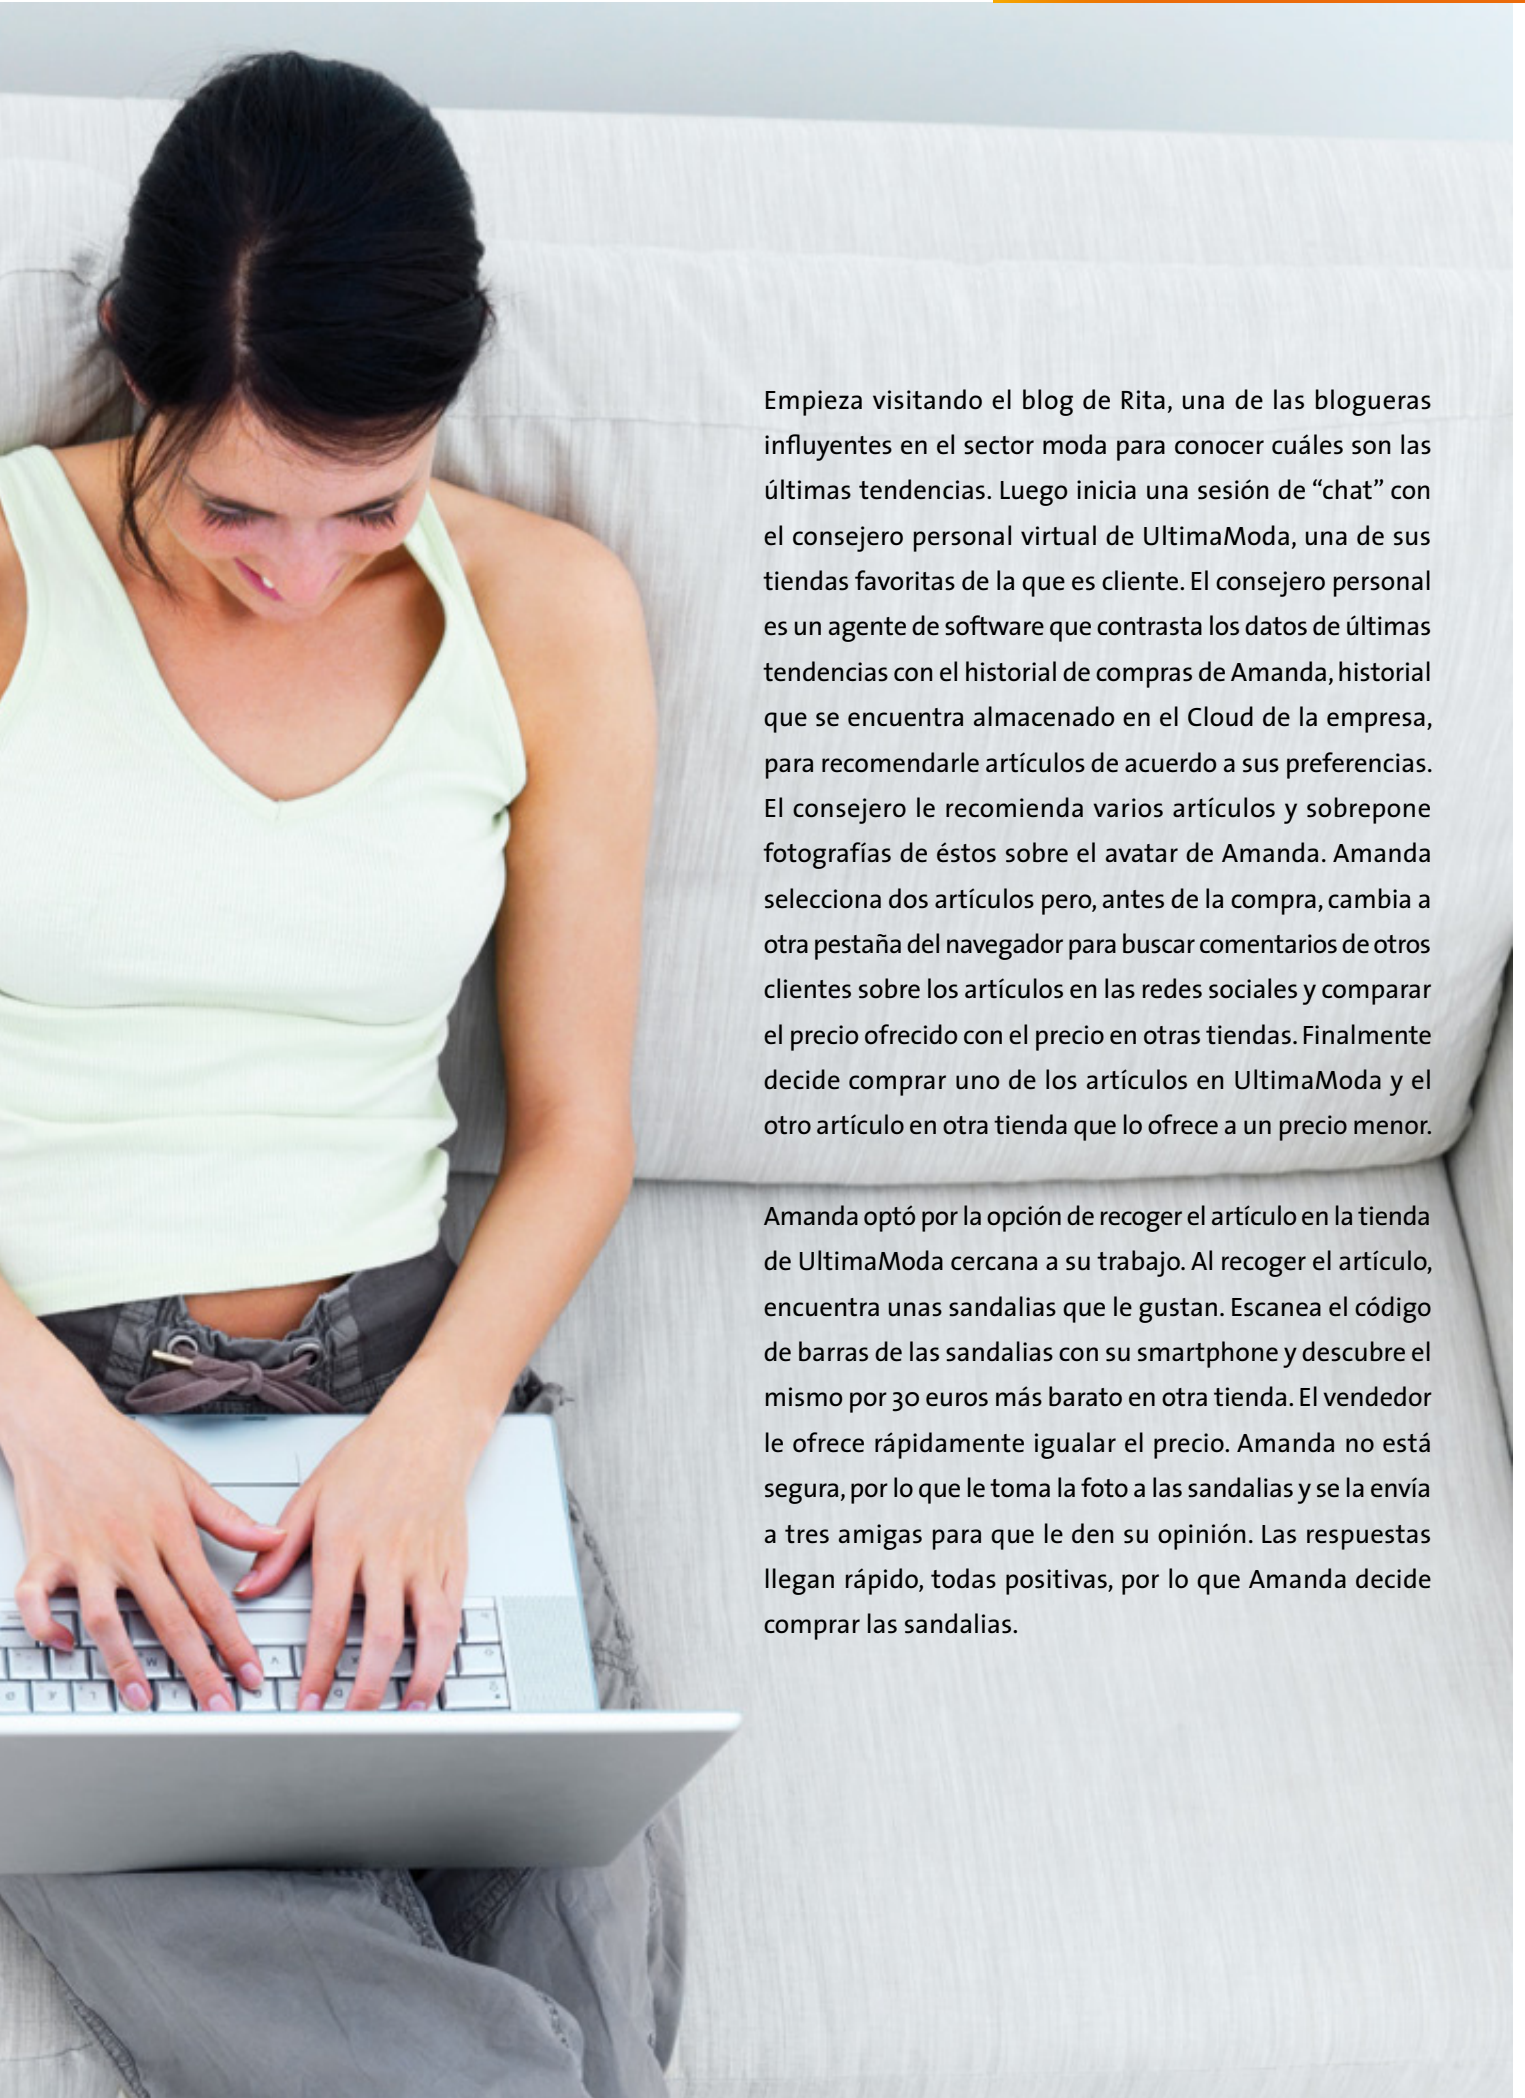 Empieza visitando el blog de Rita, una de las blogueras
influyentes en el sector moda para conocer cuáles son las
últimas tendencias. Luego inicia una sesión de “chat” con
el consejero personal virtual de UltimaModa, una de sus
tiendas favoritas de la que es cliente. El consejero personal
es un agente de software que contrasta los datos de últimas
tendencias con el historial de compras de Amanda, historial
que se encuentra almacenado en el Cloud de la empresa,
para recomendarle artículos de acuerdo a sus preferencias.
El consejero le recomienda varios artículos y sobrepone
fotografías de éstos sobre el avatar de Amanda. Amanda
selecciona dos artículos pero, antes de la compra, cambia a
otra pestaña del navegador para buscar comentarios de otros
clientes sobre los artículos en las redes sociales y comparar
el precio ofrecido con el precio en otras tiendas. Finalmente
decide comprar uno de los artículos en UltimaModa y el
otro artículo en otra tienda que lo ofrece a un precio menor.
Amanda optó por la opción de recoger el artículo en la tienda
de UltimaModa cercana a su trabajo. Al recoger el artículo,
encuentra unas sandalias que le gustan. Escanea el código
de barras de las sandalias con su smartphone y descubre el
mismo por 30 euros más barato en otra tienda. El vendedor
le ofrece rápidamente igualar el precio. Amanda no está
segura, por lo que le toma la foto a las sandalias y se la envía
a tres amigas para que le den su opinión. Las respuestas
llegan rápido, todas positivas, por lo que Amanda decide
comprar las sandalias.